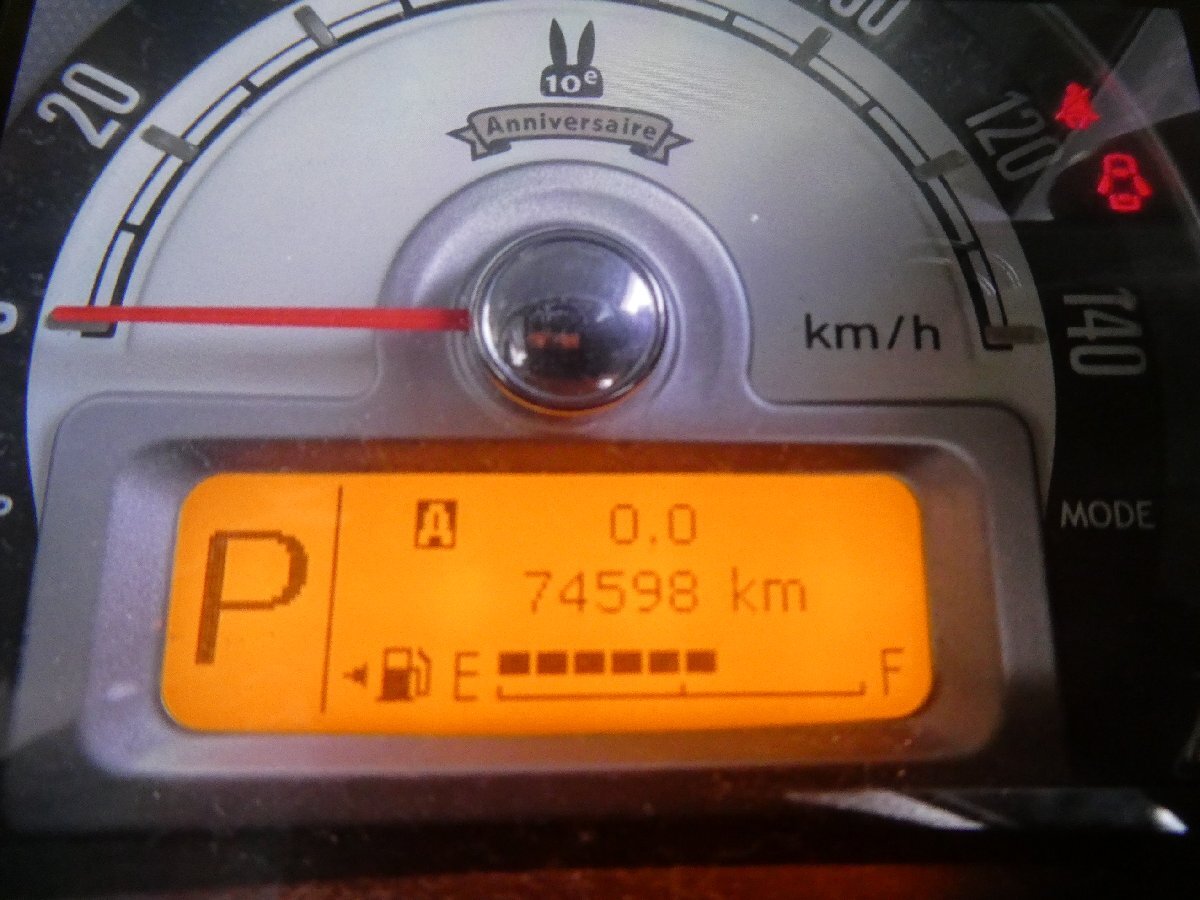 10e
Anniversaire
20
120
140
km/h
MODE
P
A 0.0
74598 km
E F